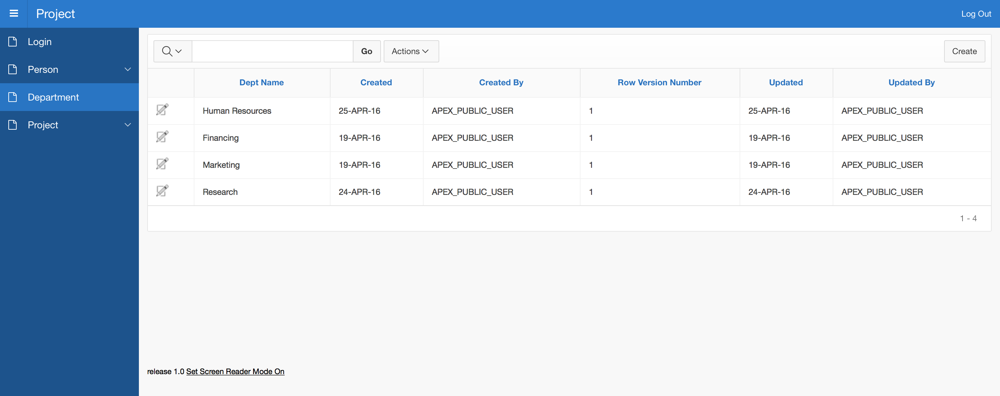 Project
Log Out
Login
Person
Department
Project
Go Actions Create
Dept Name Created Created By Row Version Number Updated Updated By
Human Resources 25-APR-16 APEX_PUBLIC_USER 1 25-APR-16 APEX_PUBLIC_USER
Financing 19-APR-16 APEX_PUBLIC_USER 1 19-APR-16 APEX_PUBLIC_USER
Marketing 19-APR-16 APEX_PUBLIC_USER 1 19-APR-16 APEX_PUBLIC_USER
Research 24-APR-16 APEX_PUBLIC_USER 1 24-APR-16 APEX_PUBLIC_USER
1 - 4
release 1.0 Set Screen Reader Mode On